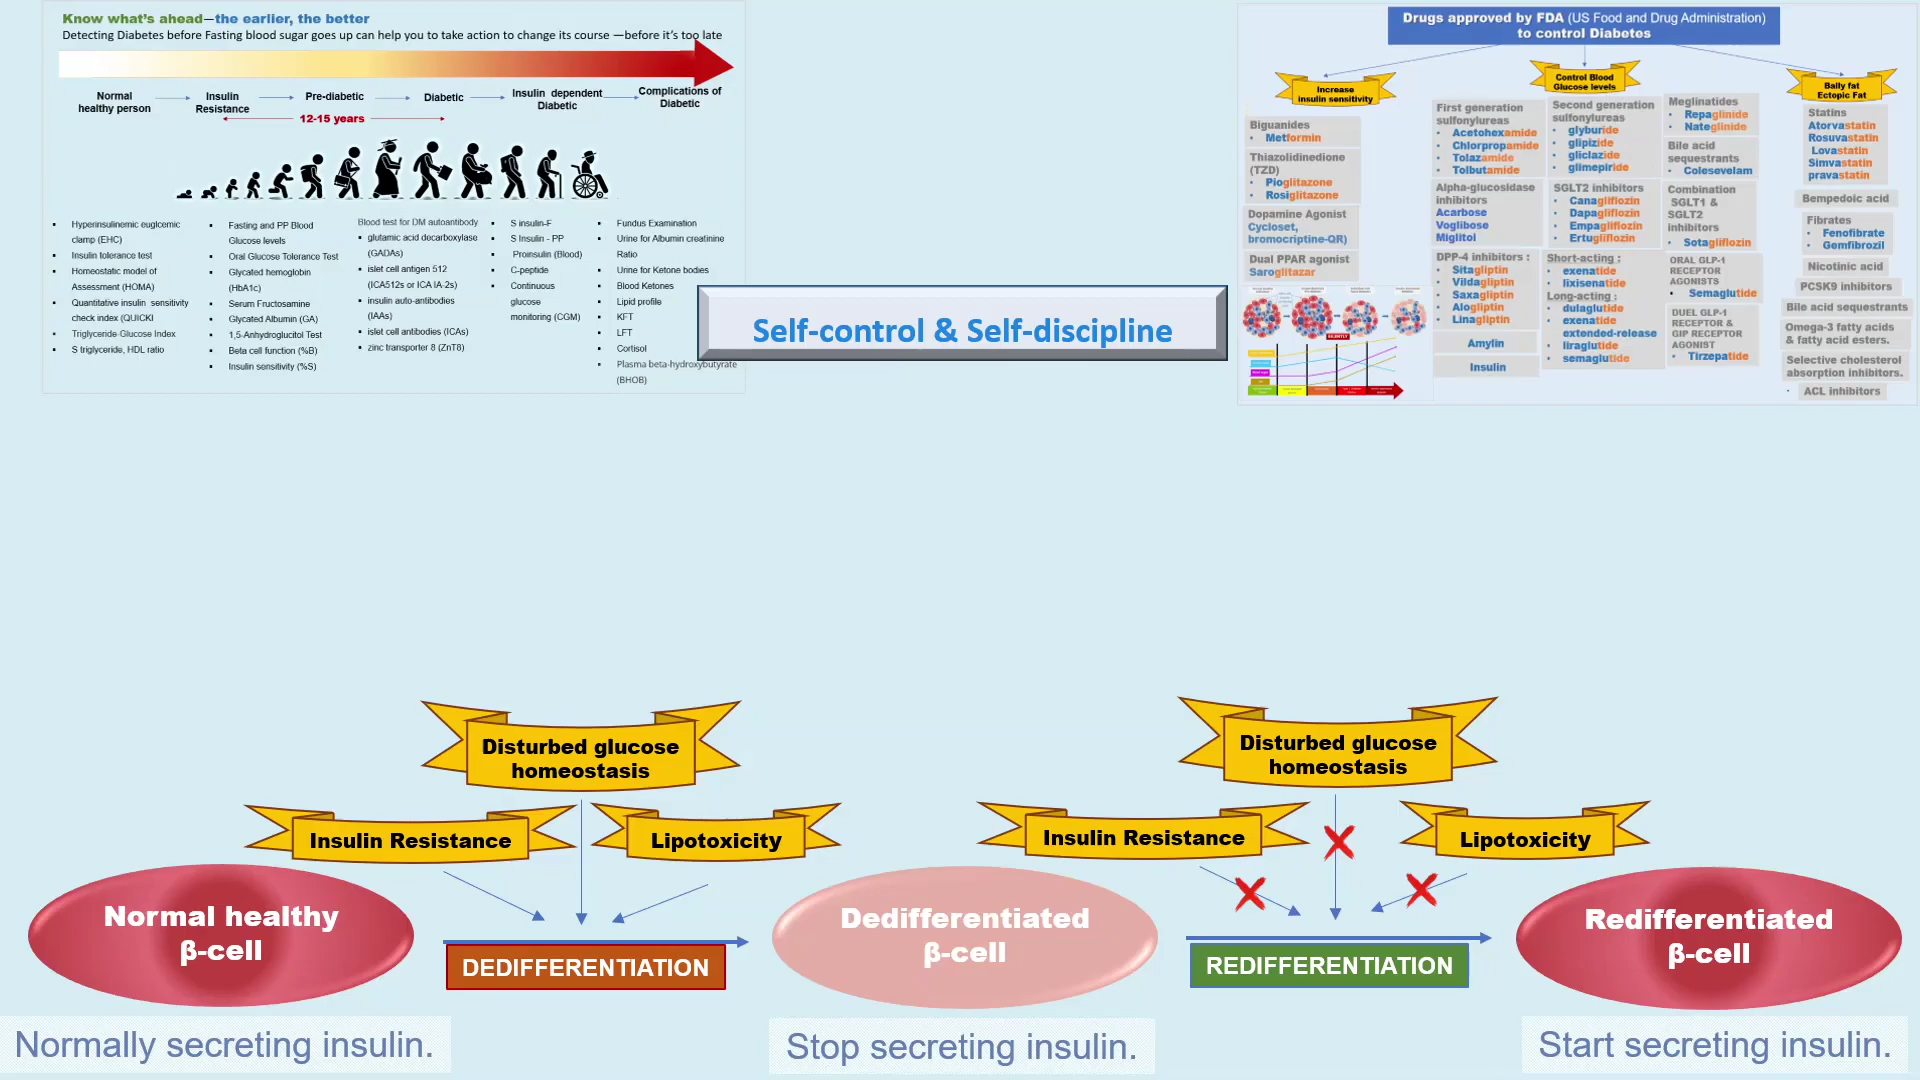 Know what's ahead—the earlier, the better
Detecting Diabetes before Fasting blood sugar goes up can help you to take action to change its course —before it's too late
Normal
healthy person
Insulin
Resistance
Pre-diabetic
Diabetic
Insulin dependent
Diabetic
Complications of
Diabetic
12-15 years
Hyperinsulinemic euglcemic
clamp (EHC)
Insulin tolerance test
Homeostatic model of
Assessment (HOMA)
Quantitative insulin sensitivity
check index (QUICKI
Triglyceride-Glucose Index
S triglyceride, HDL ratio
Fasting and PP Blood
Glucose levels
Oral Glucose Tolerance Test
Glycated hemoglobin
(HbA1c)
Serum Fructosamine
Glycated Albumin (GA)
1,5-Anhydroglucitol Test
Beta cell function (%B)
Insulin sensitivity (%S)
Blood test for DM autoantibody
glutamic acid decarboxylase
(GADAs)
islet cell antigen 512
(ICA512s or ICA IA-2s)
insulin auto-antibodies
(IAAs)
islet cell antibodies (ICAs)
zinc transporter 8 (ZnT8)
S insulin-F
S Insulin - PP
Proinsulin (Blood)
C-peptide
Continuous
glucose
monitoring (CGM)
Fundus Examination
Urine for Albumin creatinine
Ratio
Urine for Ketone bodies
Blood Ketones
Lipid profile
KFT
LFT
Cortisol
Plasma beta-hydroxybutyrate
(BHOB)
Self-control & Self-discipline
Drugs approved by FDA (US Food and Drug Administration)
to control Diabetes
Increase
insulin sensitivity
Biguanides
Metformin
Thiazolidinedione
(TZD)
Pioglitazone
Rosiglitazone
Dopamine Agonist
Cycloset,
bromocriptine-QR)
Dual PPAR agonist
Saroglitazar
SILENTLY
Control Blood
Glucose levels
First generation
sulfonylureas
Acetohexamide
Chlorpropamide
Tolazamide
Tolbutamide
Alpha-glucosidase
inhibitors
Acarbose
Voglibose
Miglitol
DPP-4 inhibitors :
Sitagliptin
Vildagliptin
Saxagliptin
Alogliptin
Linagliptin
Amylin
Insulin
Second generation
sulfonylureas
glyburide
glipizide
gliclazide
glimepiride
SGLT2 inhibitors
Canagliflozin
Dapagliflozin
Empagliflozin
Ertugliflozin
Short-acting :
exenatide
lixisenatide
Long-acting :
dulaglutide
exenatide
extended-release
liraglutide
semaglutide
Meglinatides
Repaglinide
Nateglinide
Bile acid
sequestrants
Colesevelam
Combination
SGLT1 &
SGLT2
inhibitors
Sotagliflozin
ORAL GLP-1
RECEPTOR
AGONISTS
Semaglutide
DUEL GLP-1
RECEPTOR &
GIP RECEPTOR
AGONIST
Tirzepatide
Bally fat
Ectopic Fat
Statins
Atorvastatin
Rosuvastatin
Lovastatin
Simvastatin
pravastatin
Bempedoic acid
Fibrates
Fenofibrate
Gemfibrozil
Nicotinic acid
PCSK9 inhibitors
Bile acid sequestrants
Omega-3 fatty acids
& fatty acid esters.
Selective cholesterol
absorption inhibitors.
ACL inhibitors
Disturbed glucose
homeostasis
Insulin Resistance
Lipotoxicity
Normal healthy
β-cell
DEDIFFERENTIATION
Normally secreting insulin.
Dedifferentiated
β-cell
Stop secreting insulin.
Disturbed glucose
homeostasis
Insulin Resistance
Lipotoxicity
REDIFFERENTIATION
Redifferentiated
β-cell
Start secreting insulin.